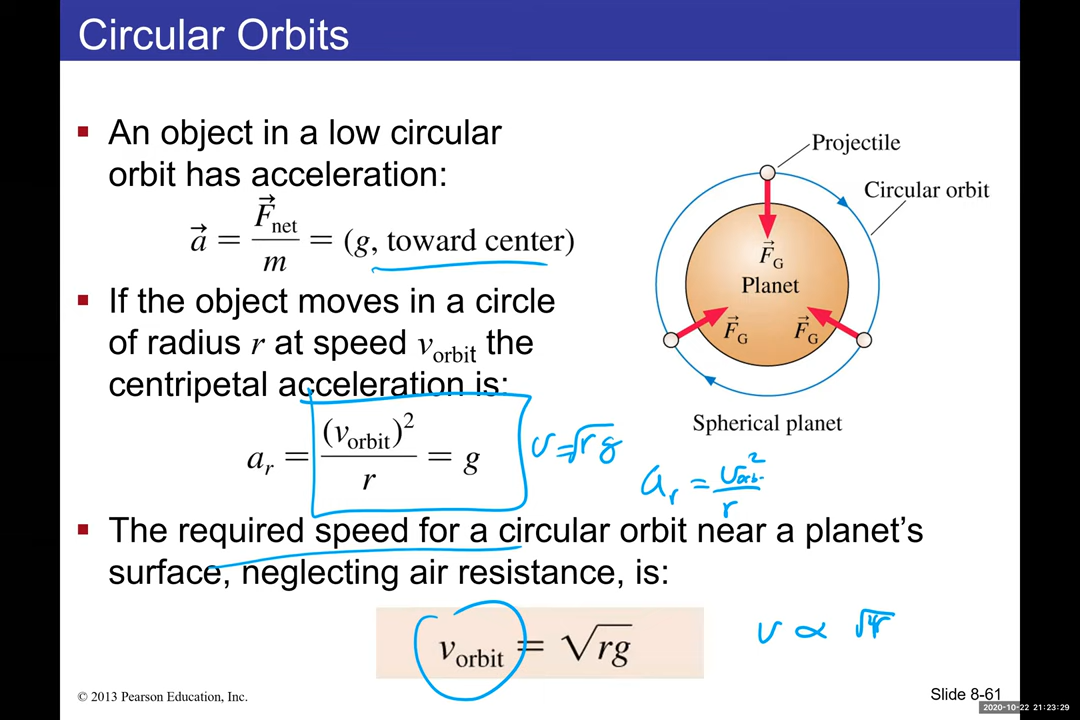 Circular Orbits
▪ An object in a low circular
orbit has acceleration:
a⃗ = F⃗net / m = (g, toward center)
▪ If the object moves in a circle
of radius r at speed vorbit the
centripetal acceleration is:
ar = (vorbit)² / r = g
v = √rg
ar = vorb² / r
▪ The required speed for a circular orbit near a planet’s
surface, neglecting air resistance, is:
vorbit = √rg
v ∝
Projectile
Circular orbit
F⃗G
Planet
F⃗G F⃗G
Spherical planet
© 2013 Pearson Education, Inc.
Slide 8-61
2020-10-22 21:23:29